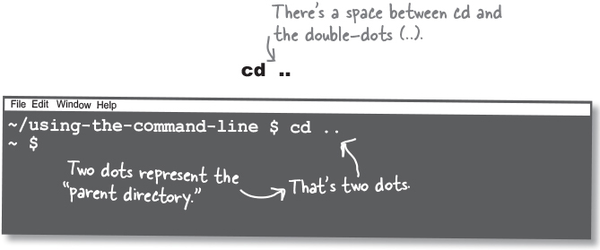 There's a space between cd and
the double-dots (..).
cd ..
File Edit Window Help
~/using-the-command-line $ cd ..
~ $
Two dots represent the
"parent directory."
That's two dots.